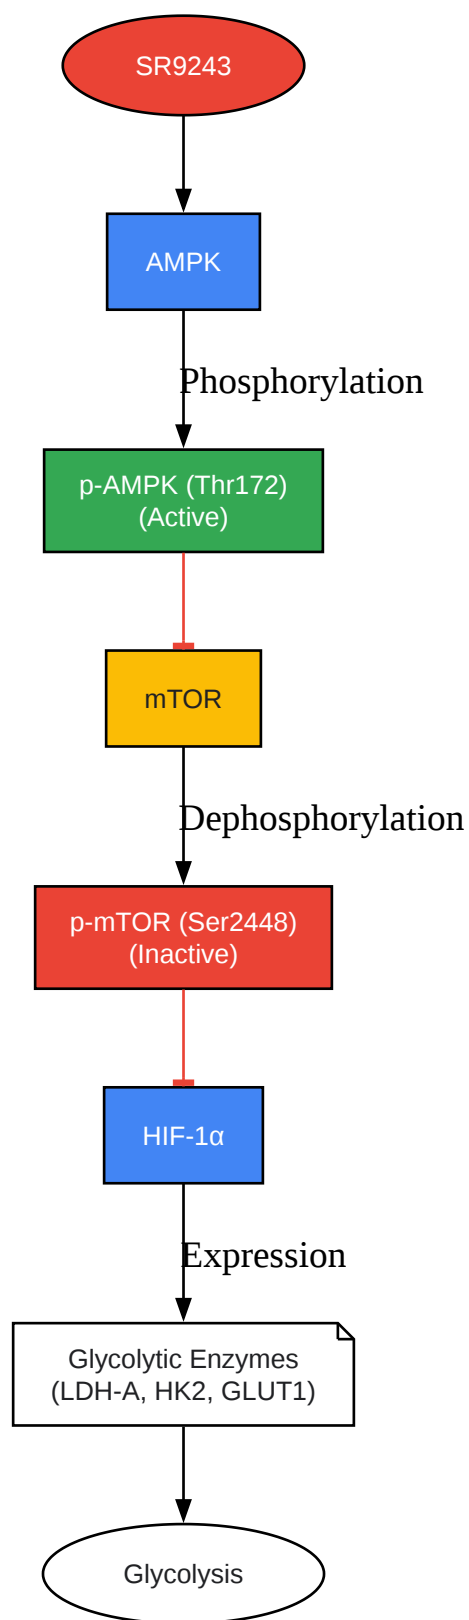 SR9243
AMPK
Phosphorylation
p-AMPK (Thr172)
(Active)
mTOR
Dephosphorylation
p-mTOR (Ser2448)
(Inactive)
HIF-1α
Expression
Glycolytic Enzymes
(LDH-A, HK2, GLUT1)
Glycolysis